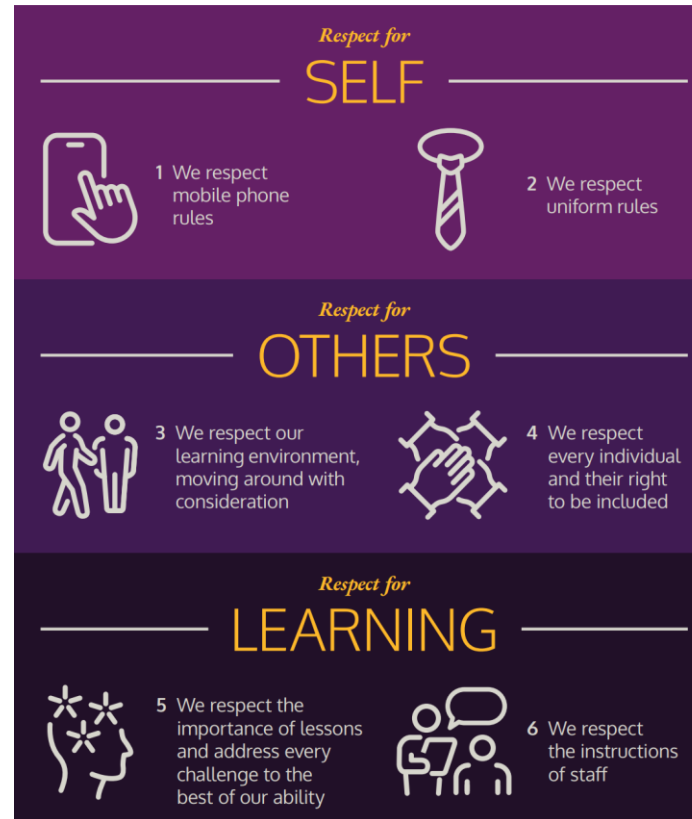 Respect for
SELF
1 We respect
mobile phone
rules
2 We respect
uniform rules
Respect for
OTHERS
3 We respect our
learning environment,
moving around with
consideration
4 We respect
every individual
and their right
to be included
Respect for
LEARNING
5 We respect the
importance of lessons
and address every
challenge to the
best of our ability
6 We respect
the instructions
of staff